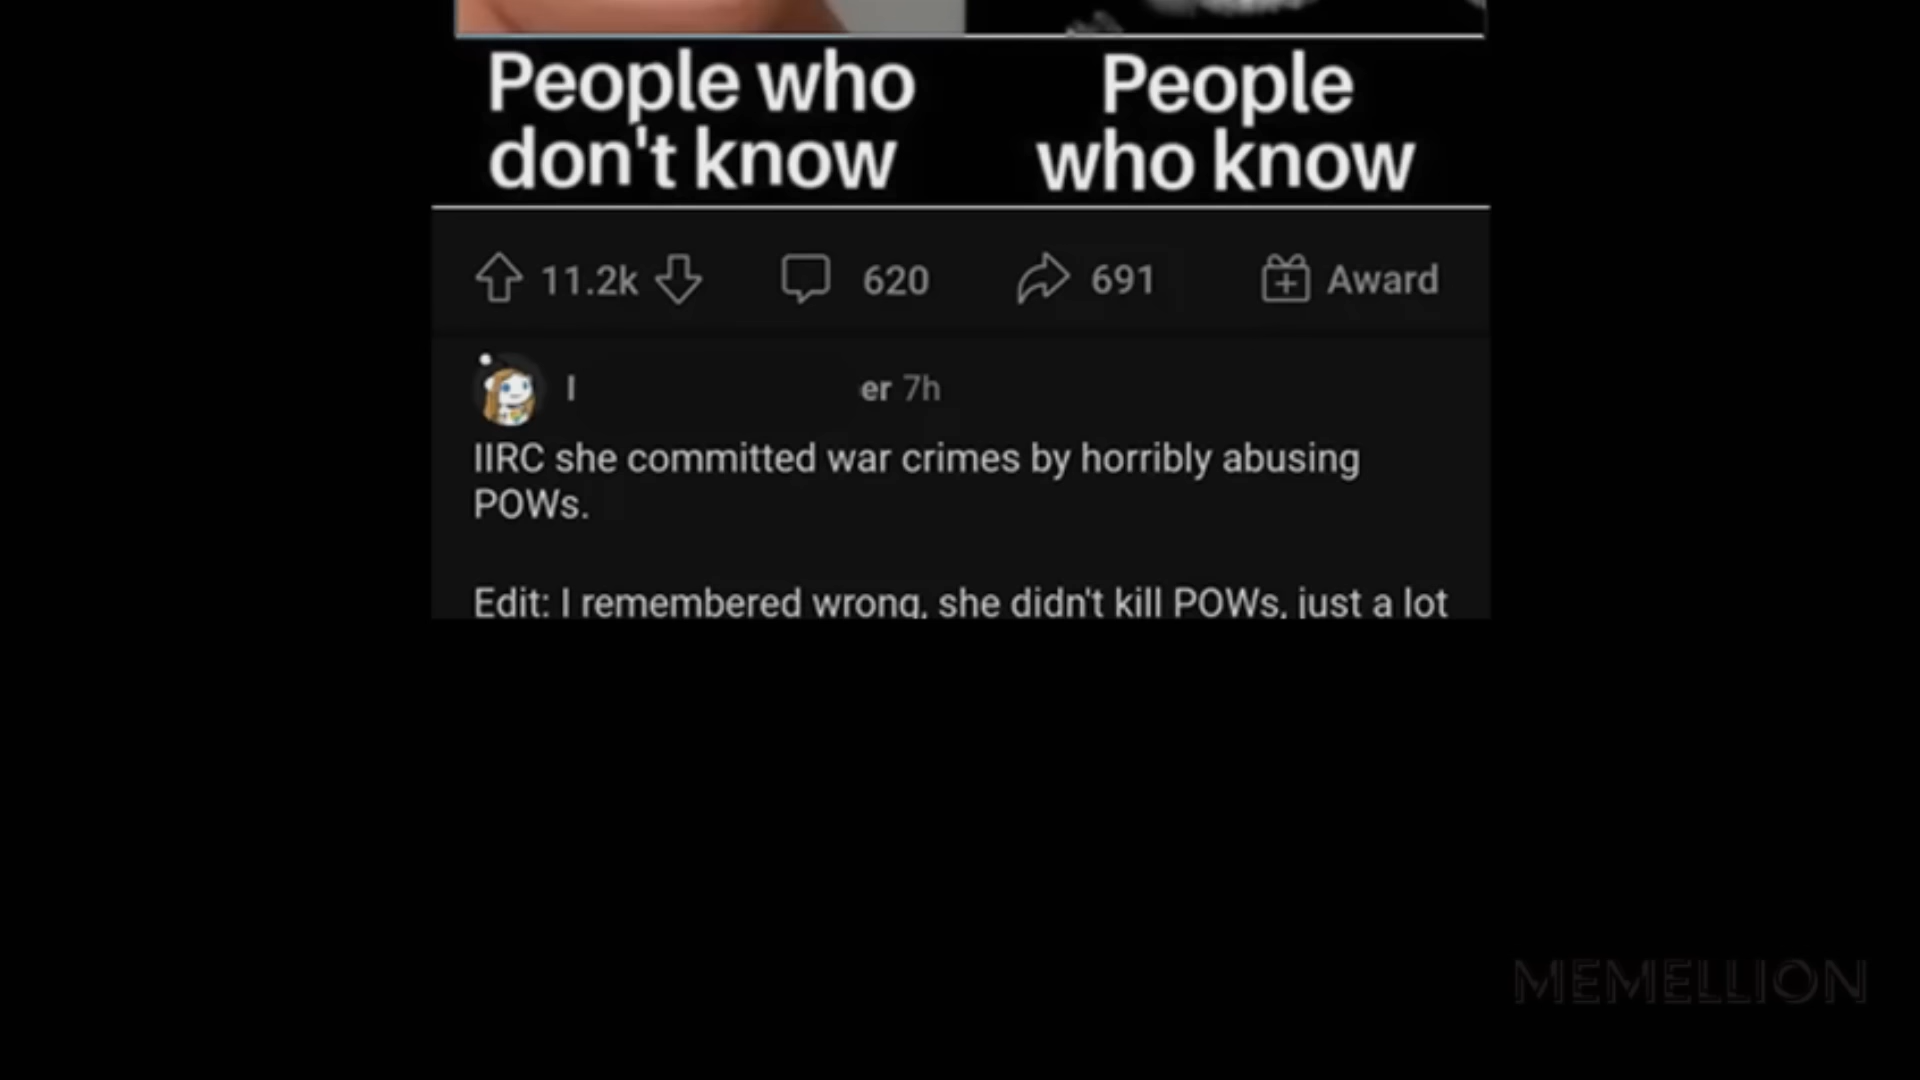 People who
don't know
People
who know
11.2k
620
691
Award
I
er 7h
IIRC she committed war crimes by horribly abusing
POWs.
Edit: I remembered wrong, she didn't kill POWs, just a lot
MEMELLION